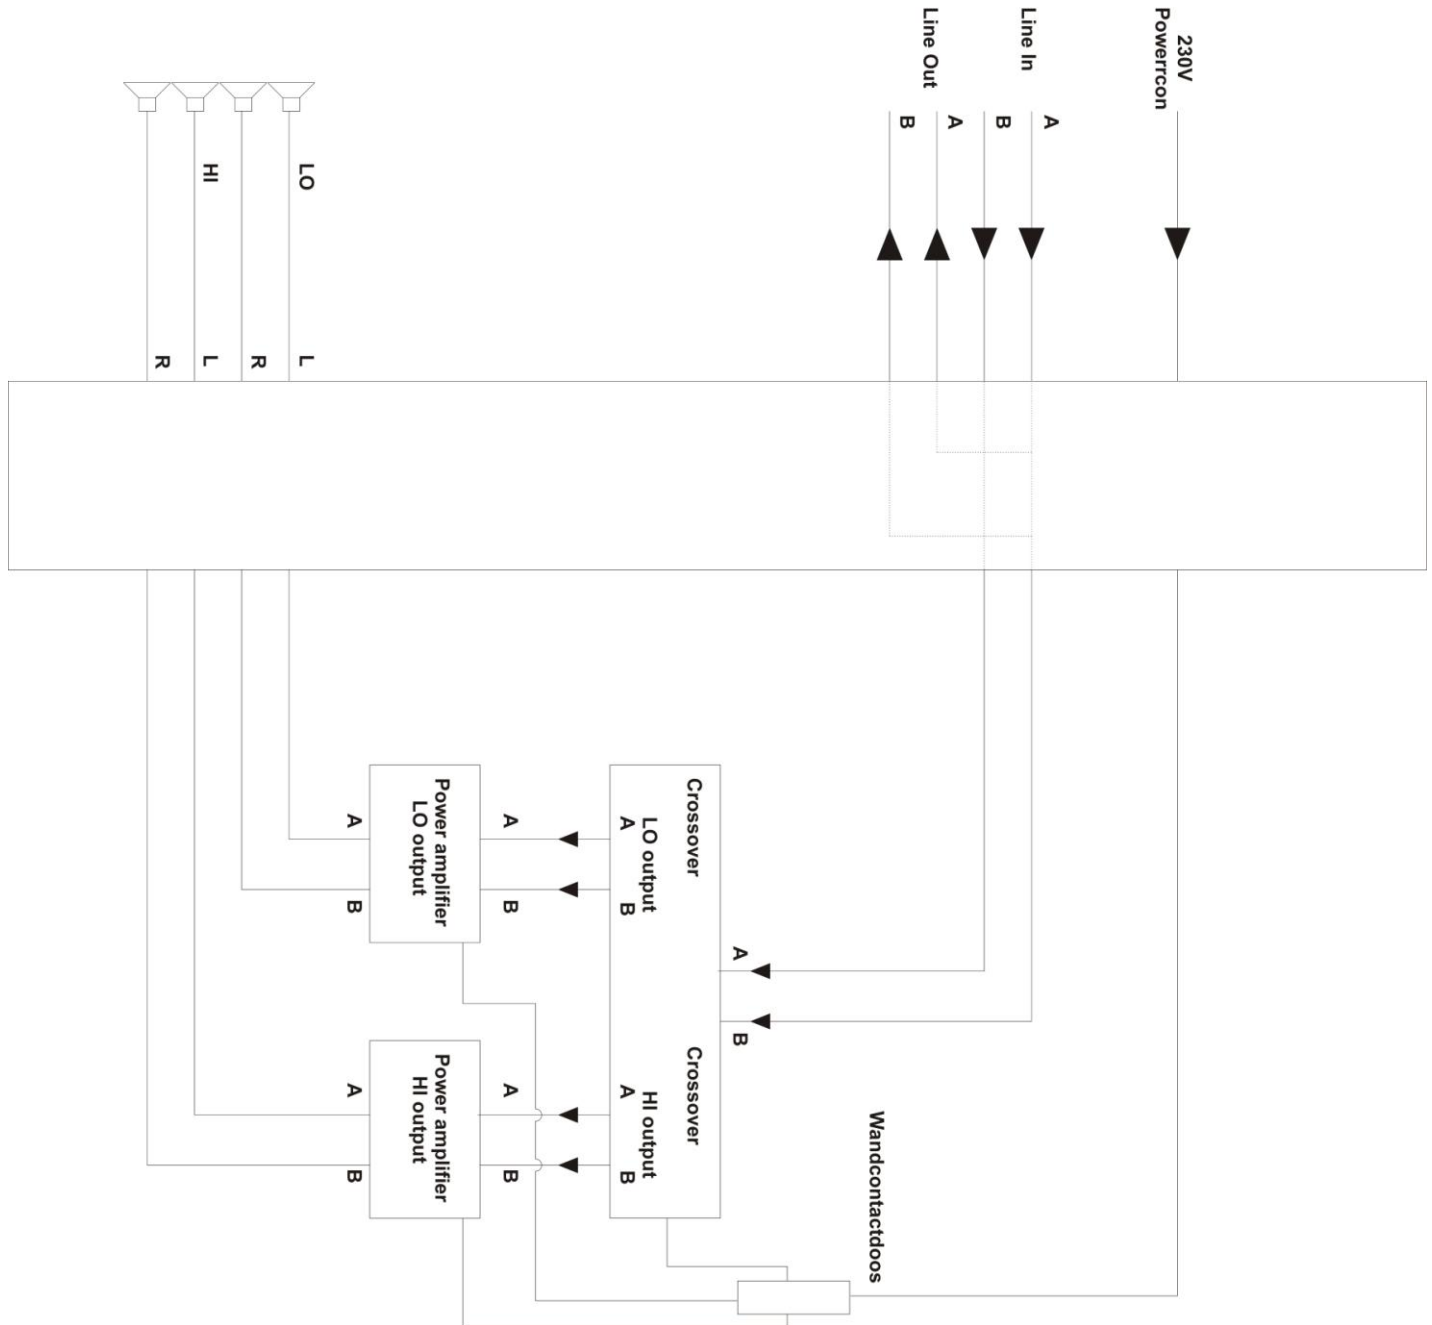 230V
Powerrcon
Line In
Line Out
A
B
A
B
LO
HI
L
R
L
R
Crossover
LO output
A
B
Power amplifier
LO output
A
B
A
B
A
B
Crossover
HI output
A
B
Power amplifier
HI output
A
B
A
B
Wandcontactdoos